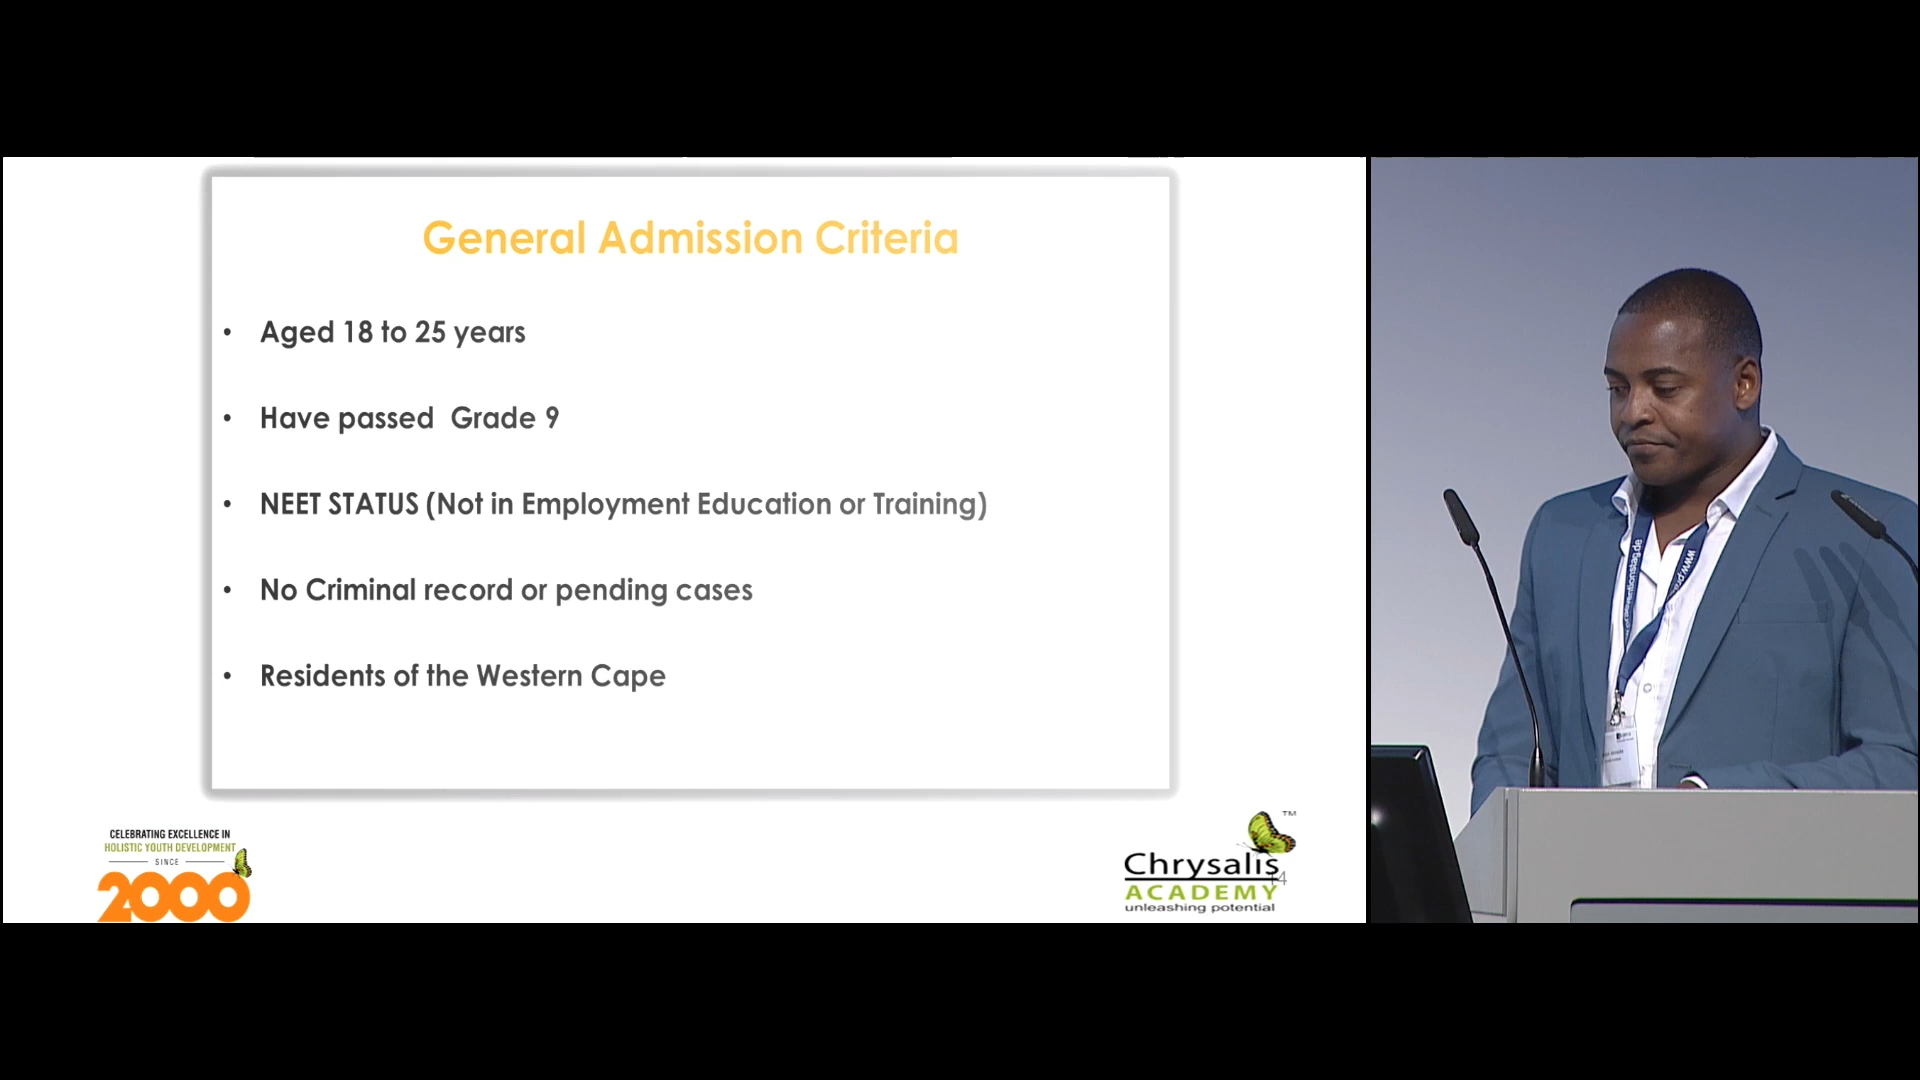 General Admission Criteria
• Aged 18 to 25 years
• Have passed  Grade 9
• NEET STATUS (Not in Employment Education or Training)
• No Criminal record or pending cases
• Residents of the Western Cape
CELEBRATING EXCELLENCE IN
HOLISTIC YOUTH DEVELOPMENT
SINCE
2000
TM
Chrysalis
14
ACADEMY
unleashing potential